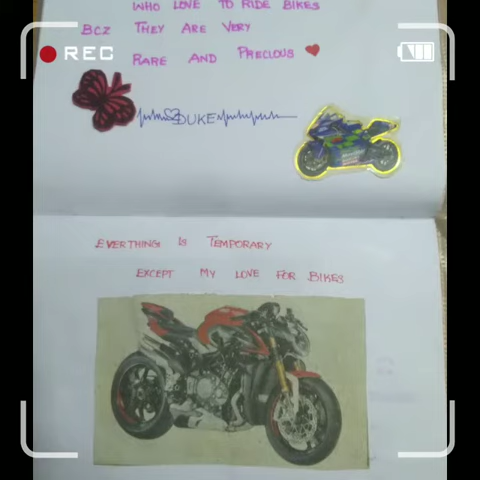 WHO LOVE TO RIDE BIKES
BCZ THEY ARE VERY
REC
RARE AND PRECIOUS
DUKE
EVERTHING IS TEMPORARY
EXCEPT MY LOVE FOR BIKES